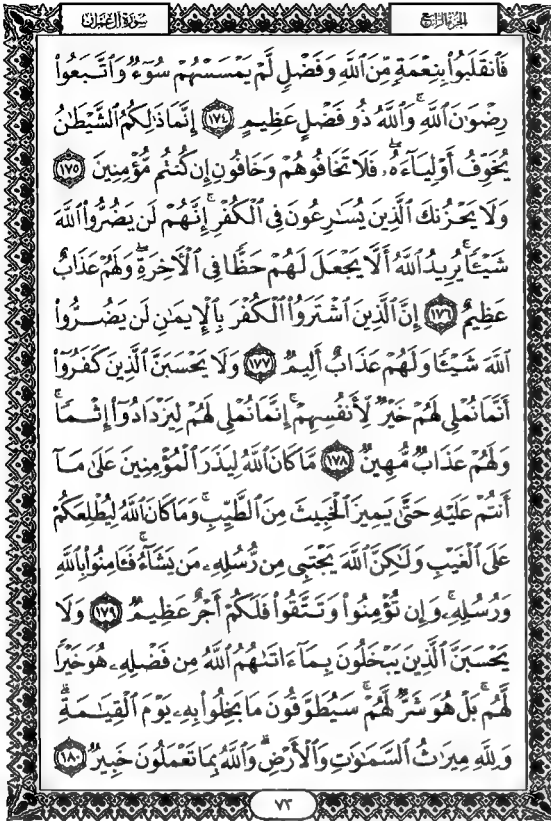 سُورَةُ آلِ عِمْرَانَ
الجُزْءُ الرَّابِعُ
فَٱنقَلَبُوا۟ بِنِعْمَةٍ مِّنَ ٱللَّهِ وَفَضْلٍ لَّمْ يَمْسَسْهُمْ سُوٓءٌ وَٱتَّبَعُوا۟
رِضْوَٰنَ ٱللَّهِ ۗ وَٱللَّهُ ذُو فَضْلٍ عَظِيمٍ ١٧٤ إِنَّمَا ذَٰلِكُمُ ٱلشَّيْطَٰنُ
يُخَوِّفُ أَوْلِيَآءَهُۥ ۖ فَلَا تَخَافُوهُمْ وَخَافُونِ إِن كُنتُم مُّؤْمِنِينَ ١٧٥
وَلَا يَحْزُنكَ ٱلَّذِينَ يُسَٰرِعُونَ فِى ٱلْكُفْرِ ۚ إِنَّهُمْ لَن يَضُرُّوا۟ ٱللَّهَ
شَيْـًٔا ۗ يُرِيدُ ٱللَّهُ أَلَّا يَجْعَلَ لَهُمْ حَظًّا فِى ٱلْـَٔاخِرَةِ ۖ وَلَهُمْ عَذَابٌ
عَظِيمٌ ١٧٦ إِنَّ ٱلَّذِينَ ٱشْتَرَوُا۟ ٱلْكُفْرَ بِٱلْإِيمَٰنِ لَن يَضُرُّوا۟
ٱللَّهَ شَيْـًٔا وَلَهُمْ عَذَابٌ أَلِيمٌ ١٧٧ وَلَا يَحْسَبَنَّ ٱلَّذِينَ كَفَرُوٓا۟
أَنَّمَا نُمْلِى لَهُمْ خَيْرٌ لِّأَنفُسِهِمْ ۚ إِنَّمَا نُمْلِى لَهُمْ لِيَزْدَادُوٓا۟ إِثْمًا ۚ
وَلَهُمْ عَذَابٌ مُّهِينٌ ١٧٨ مَّا كَانَ ٱللَّهُ لِيَذَرَ ٱلْمُؤْمِنِينَ عَلَىٰ مَآ
أَنتُمْ عَلَيْهِ حَتَّىٰ يَمِيزَ ٱلْخَبِيثَ مِنَ ٱلطَّيِّبِ ۗ وَمَا كَانَ ٱللَّهُ لِيُطْلِعَكُمْ
عَلَى ٱلْغَيْبِ وَلَٰكِنَّ ٱللَّهَ يَجْتَبِى مِن رُّسُلِهِۦ مَن يَشَآءُ ۖ فَـَٔامِنُوا۟ بِٱللَّهِ
وَرُسُلِهِۦ ۚ وَإِن تُؤْمِنُوا۟ وَتَتَّقُوا۟ فَلَكُمْ أَجْرٌ عَظِيمٌ ١٧٩ وَلَا
يَحْسَبَنَّ ٱلَّذِينَ يَبْخَلُونَ بِمَآ ءَاتَىٰهُمُ ٱللَّهُ مِن فَضْلِهِۦ هُوَ خَيْرًا
لَّهُم ۖ بَلْ هُوَ شَرٌّ لَّهُمْ ۖ سَيُطَوَّقُونَ مَا بَخِلُوا۟ بِهِۦ يَوْمَ ٱلْقِيَٰمَةِ ۗ
وَلِلَّهِ مِيرَٰثُ ٱلسَّمَٰوَٰتِ وَٱلْأَرْضِ ۗ وَٱللَّهُ بِمَا تَعْمَلُونَ خَبِيرٌ ١٨٠
٧٣